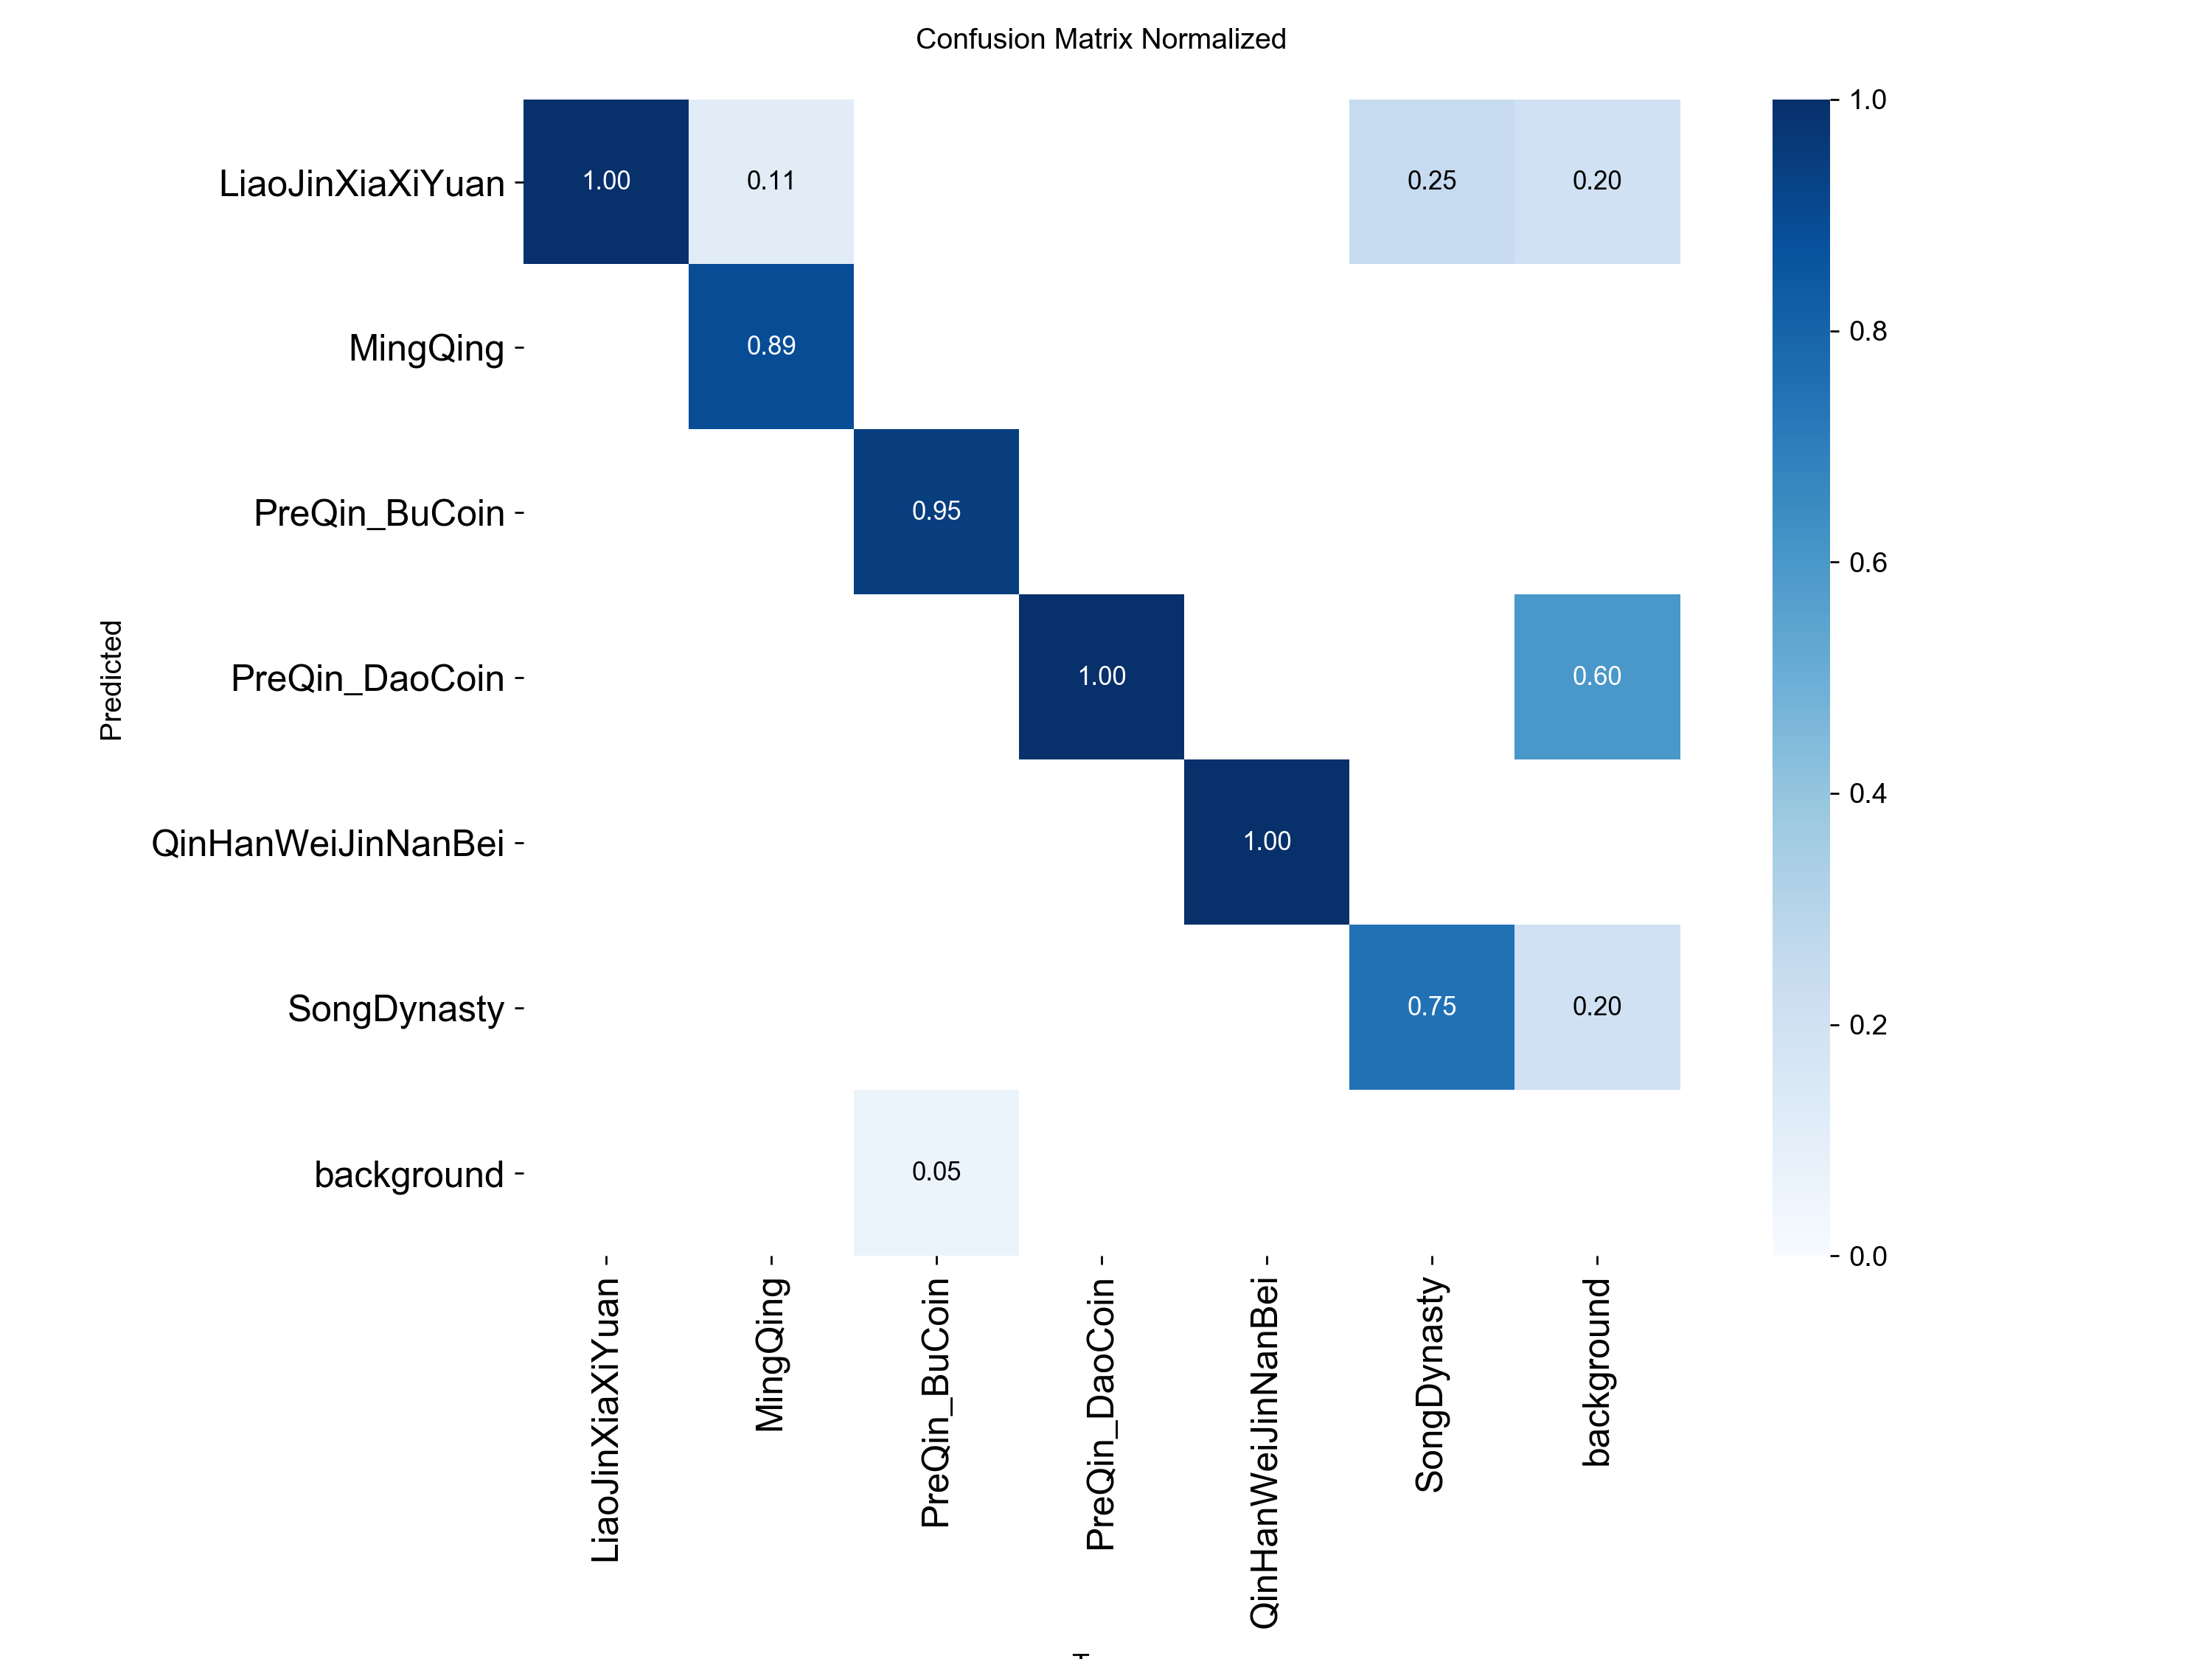 Confusion Matrix Normalized
LiaoJinXiaXiYuan
1.00
0.11
0.25
0.20
MingQing
0.89
PreQin_BuCoin
0.95
PreQin_DaoCoin
1.00
0.60
QinHanWeiJinNanBei
1.00
SongDynasty
0.75
0.20
background
0.05
Predicted
LiaoJinXiaXiYuan
MingQing
PreQin_BuCoin
PreQin_DaoCoin
QinHanWeiJinNanBei
SongDynasty
background
1.0
0.8
0.6
0.4
0.2
0.0